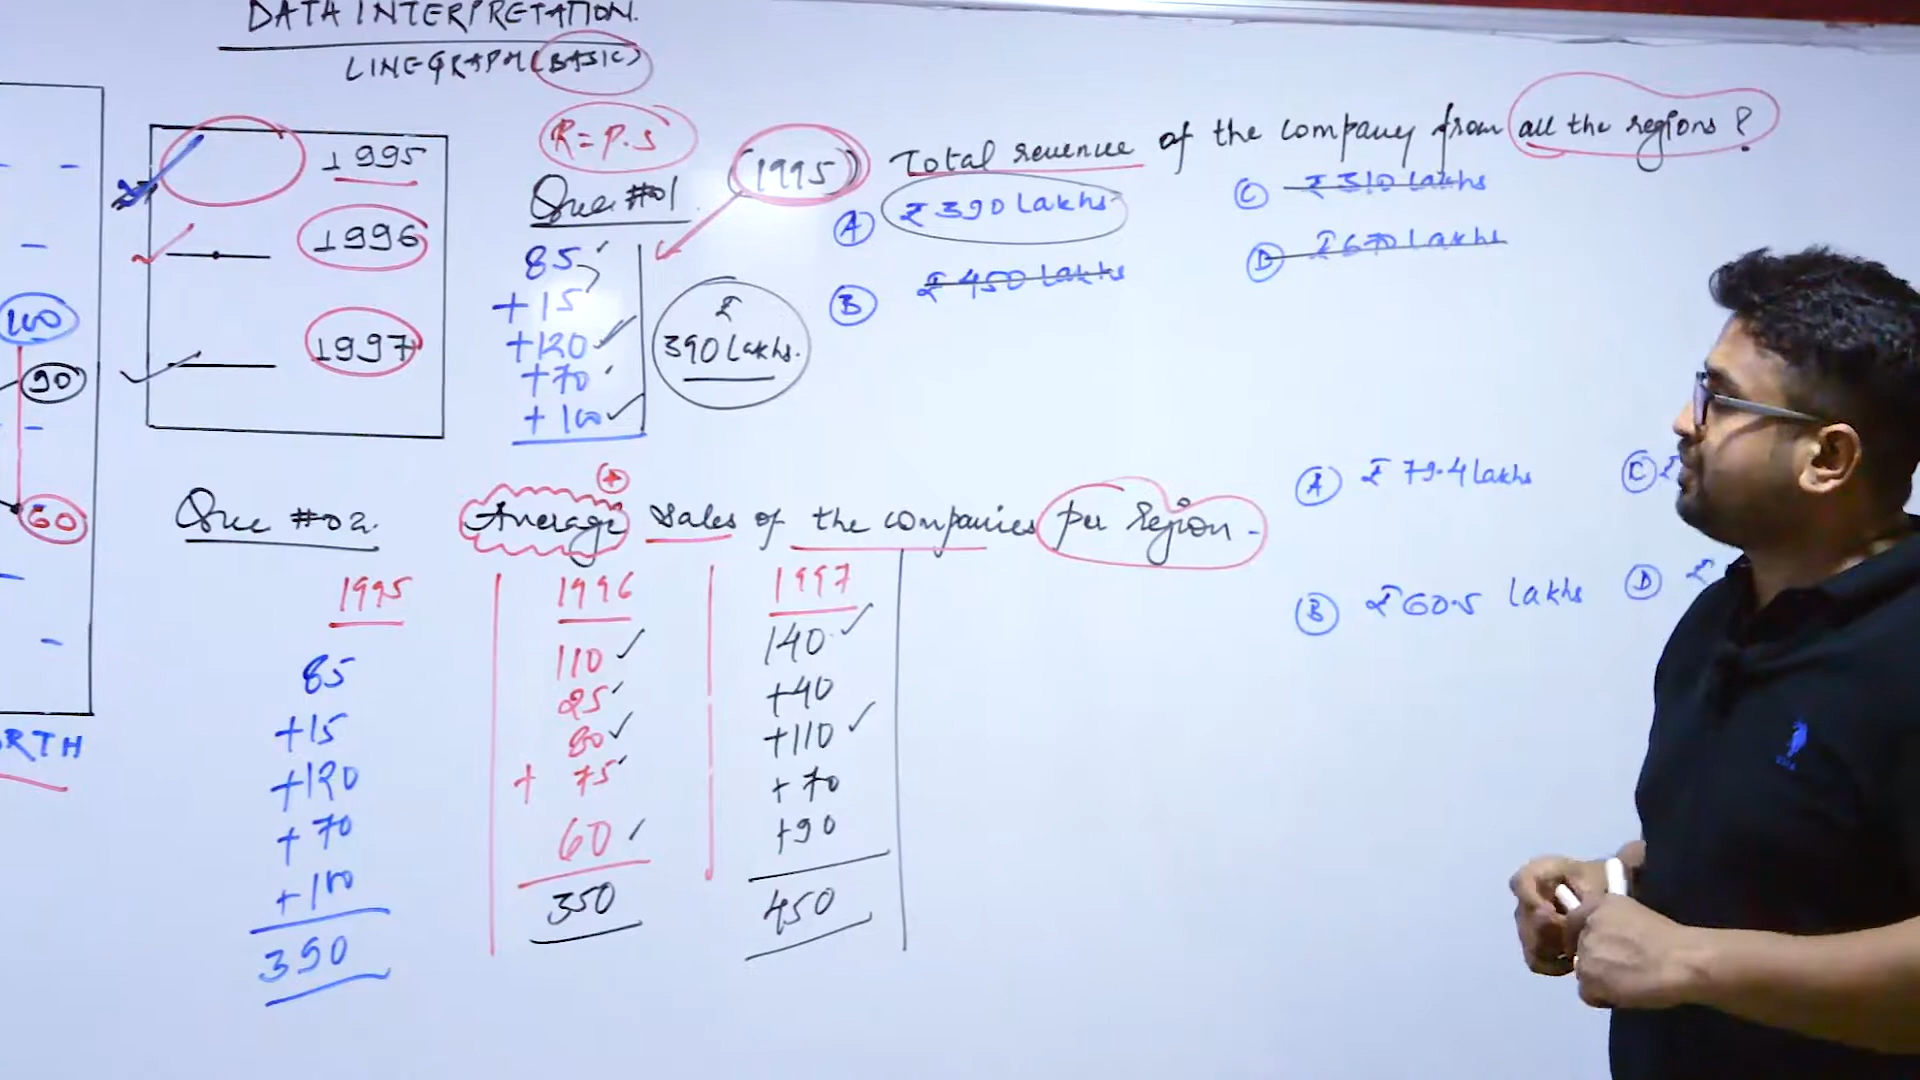 DATA INTERPRETATION.
LINEGRAPH (BASIC)
100
90
60
RTH
1995
1996
1997
R = P.S
Que #01
(1995) Total revenue of the company from all the regions ?
A ₹ 390 Lakhs
C ₹ 310 Lakhs
B ₹ 450 Lakhs
D ₹ 670 Lakhs
85
+15
+120
+70
+100
₹
390 Lakhs.
Que #02. Average sales of the companies per region.
A ₹ 79.4 lakhs
C ₹
B ₹ 60.5 lakhs
D ₹
1995
85
+15
+120
+70
+100
390
1996
110
25
80
+ 75
60
350
1997
140
+40
+110
+70
+90
450